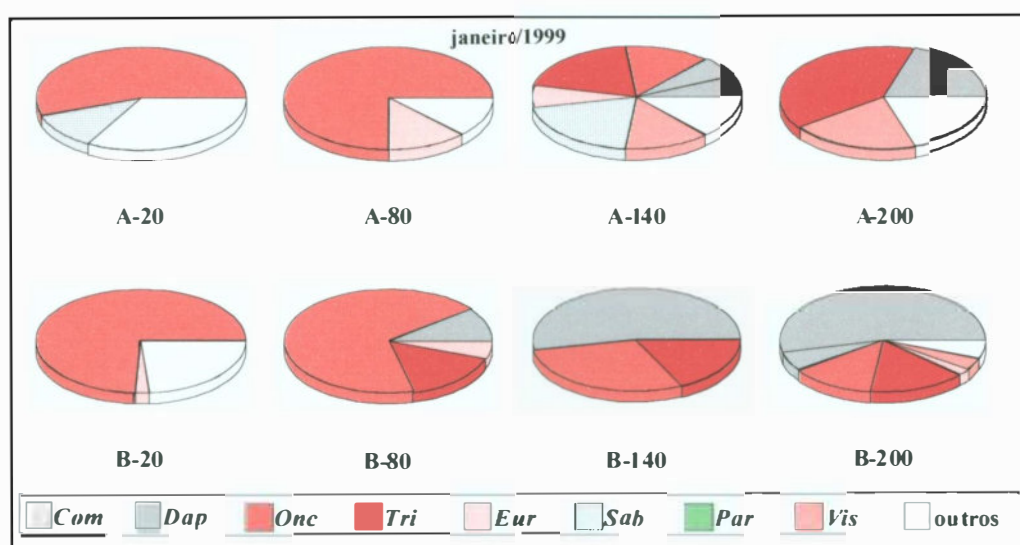 janeiro/1999
A-20 A-80 A-140 A-200
B-20 B-80 B-140 B-200
Com Dap Onc Tri Eur Sab Par Vis outros